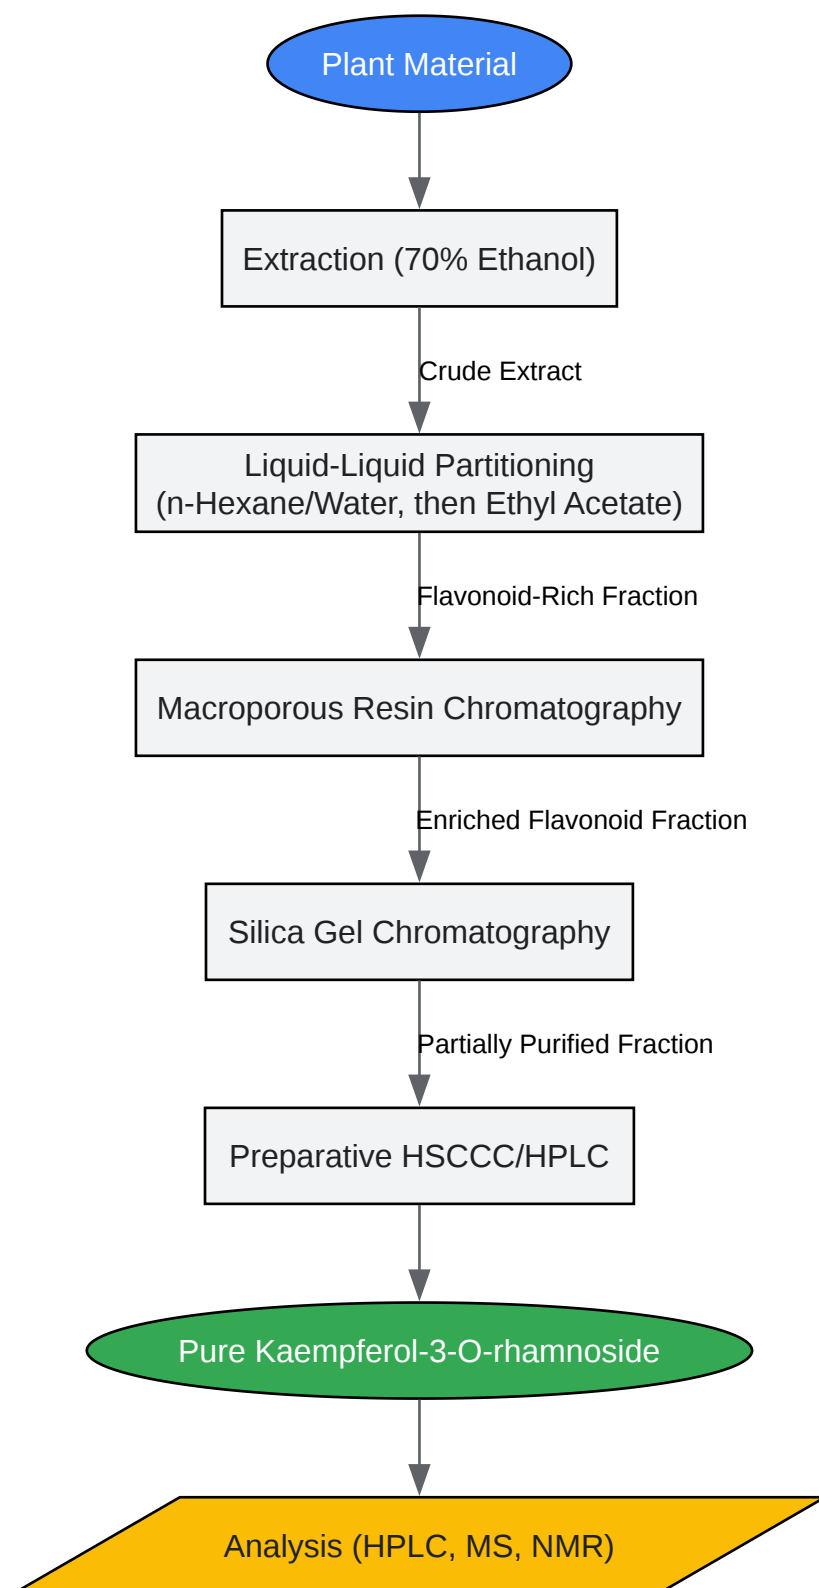 Plant Material
Extraction (70% Ethanol)
Crude Extract
Liquid-Liquid Partitioning
(n-Hexane/Water, then Ethyl Acetate)
Flavonoid-Rich Fraction
Macroporous Resin Chromatography
Enriched Flavonoid Fraction
Silica Gel Chromatography
Partially Purified Fraction
Preparative HSCCC/HPLC
Pure Kaempferol-3-O-rhamnoside
Analysis (HPLC, MS, NMR)